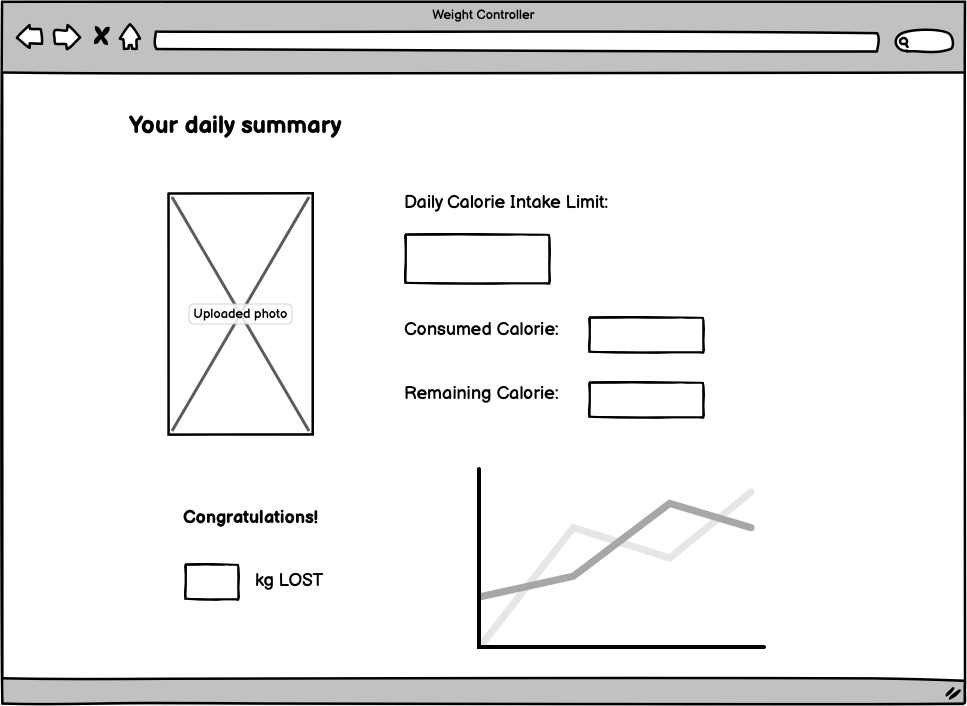 Weight Controller
Your daily summary
Uploaded photo
Daily Calorie Intake Limit:
Consumed Calorie:
Remaining Calorie:
Congratulations!
kg LOST